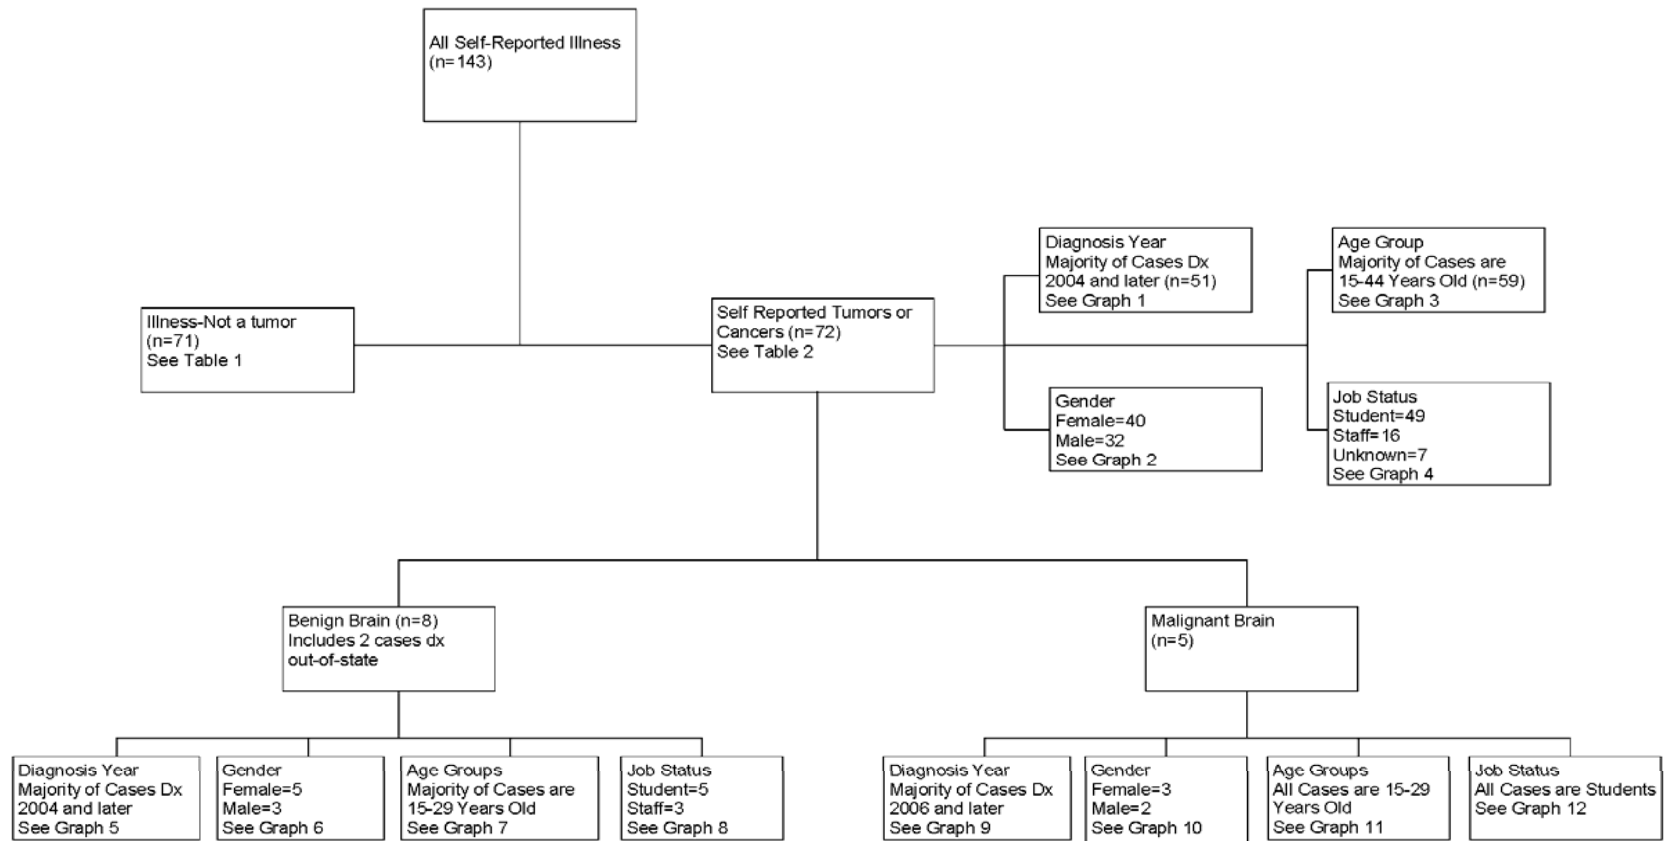 All Self-Reported Illness
(n=143)
Diagnosis Year
Majority of Cases Dx
2004 and later (n=51)
See Graph 1
Age Group
Majority of Cases are
15-44 Years Old (n=59)
See Graph 3
Illness-Not a tumor
(n=71)
See Table 1
Self Reported Tumors or
Cancers (n=72)
See Table 2
Gender
Female=40
Male=32
See Graph 2
Job Status
Student=49
Staff=16
Unknown=7
See Graph 4
Benign Brain (n=8)
Includes 2 cases dx
out-of-state
Malignant Brain
(n=5)
Diagnosis Year
Majority of Cases Dx
2004 and later
See Graph 5
Gender
Female=5
Male=3
See Graph 6
Age Groups
Majority of Cases are
15-29 Years Old
See Graph 7
Job Status
Student=5
Staff=3
See Graph 8
Diagnosis Year
Majority of Cases Dx
2006 and later
See Graph 9
Gender
Female=3
Male=2
See Graph 10
Age Groups
All Cases are 15-29
Years Old
See Graph 11
Job Status
All Cases are Students
See Graph 12